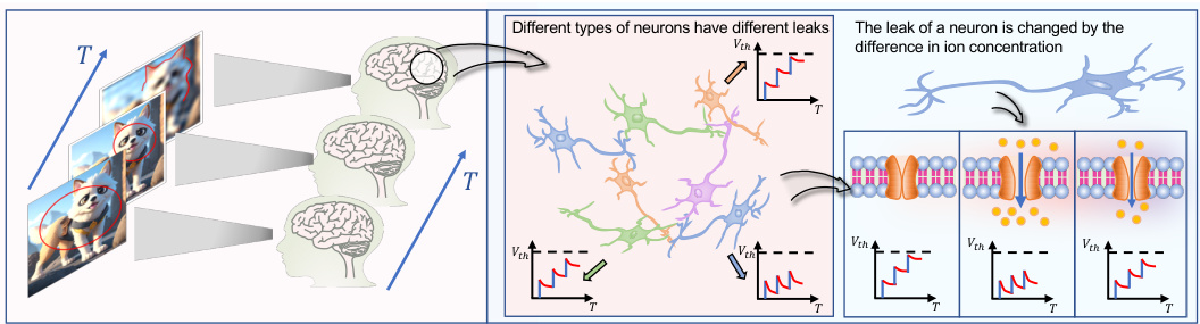 T
T
Different types of neurons have different leaks
V_th
T
V_th
T
V_th
T
The leak of a neuron is changed by the
difference in ion concentration
V_th
T
V_th
T
V_th
T